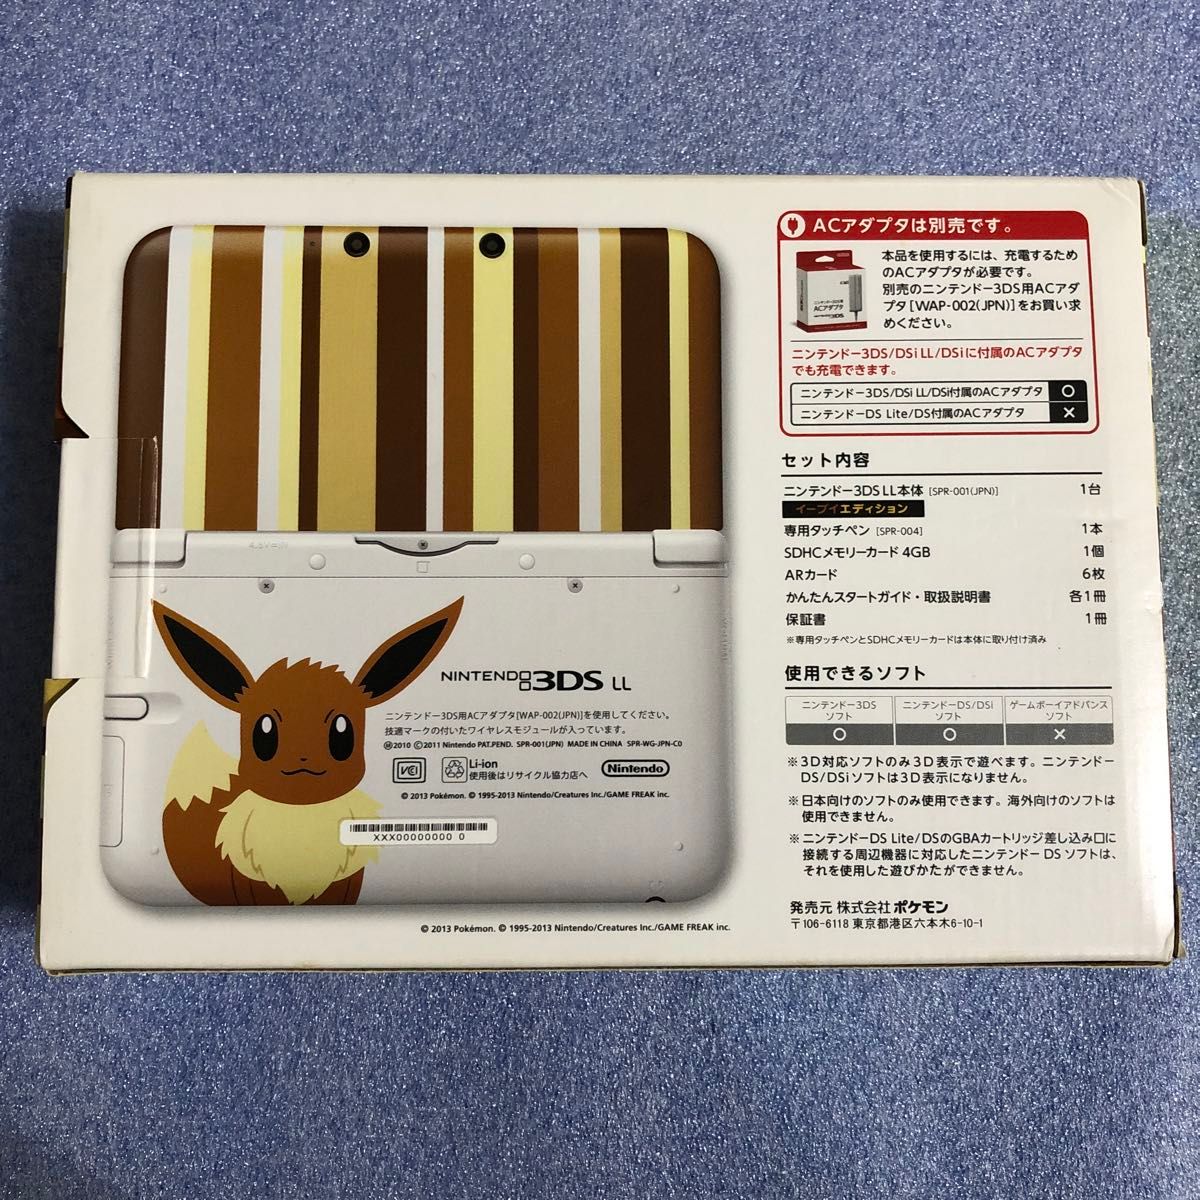 4.6V⎓IN
NINTENDO3DS LL
ニンテンドー3DS用ACアダプタ[WAP-002(JPN)]を使用してください。
技適マークの付いたワイヤレスモジュールが入っています。
Ⓜ2010 ©2011 Nintendo PAT.PEND. SPR-001(JPN) MADE IN CHINA SPR-WG-JPN-C0
VCI
Li-ion
使用後はリサイクル協力店へ
Nintendo
© 2013 Pokémon. © 1995-2013 Nintendo/Creatures Inc./GAME FREAK inc.
XXX00000000 0
© 2013 Pokémon. © 1995-2013 Nintendo/Creatures Inc./GAME FREAK inc.
ACアダプタは別売です。
本品を使用するには、充電するため
のACアダプタが必要です。
別売のニンテンドー3DS用ACアダ
プタ[WAP-002(JPN)]をお買い求
めください。
ニンテンドー3DS用
ACアダプタ
NINTENDO3DS
ニンテンドー3DS/DSi LL/DSiに付属のACアダプタ
でも充電できます。
ニンテンドー3DS/DSi LL/DSi付属のACアダプタ ○
ニンテンドーDS Lite/DS付属のACアダプタ ×
セット内容
ニンテンドー3DS LL本体 [SPR-001(JPN)] 1台
イーブイエディション
専用タッチペン [SPR-004] 1本
SDHCメモリーカード 4GB 1個
ARカード 6枚
かんたんスタートガイド・取扱説明書 各1冊
保証書 1冊
※専用タッチペンとSDHCメモリーカードは本体に取り付け済み
使用できるソフト
ニンテンドー3DS ニンテンドーDS/DSi ゲームボーイアドバンス
ソフト ソフト ソフト
○ ○ ×
※3D対応ソフトのみ3D表示で遊べます。ニンテンドー
DS/DSiソフトは3D表示になりません。
※日本向けのソフトのみ使用できます。海外向けのソフトは
使用できません。
※ニンテンドーDS Lite/DSのGBAカートリッジ差し込み口に
接続する周辺機器に対応したニンテンドーDSソフトは、
それを使用した遊びかたができません。
発売元 株式会社 ポケモン
〒106-6118 東京都港区六本木6-10-1